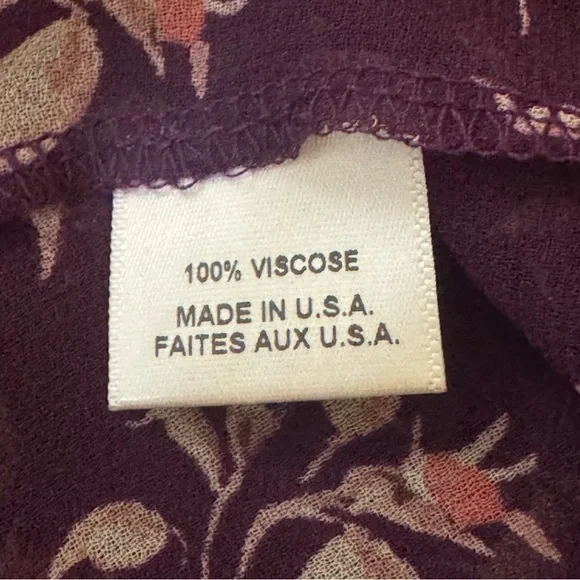 100% VISCOSE
MADE IN U.S.A.
FAITES AUX U.S.A.